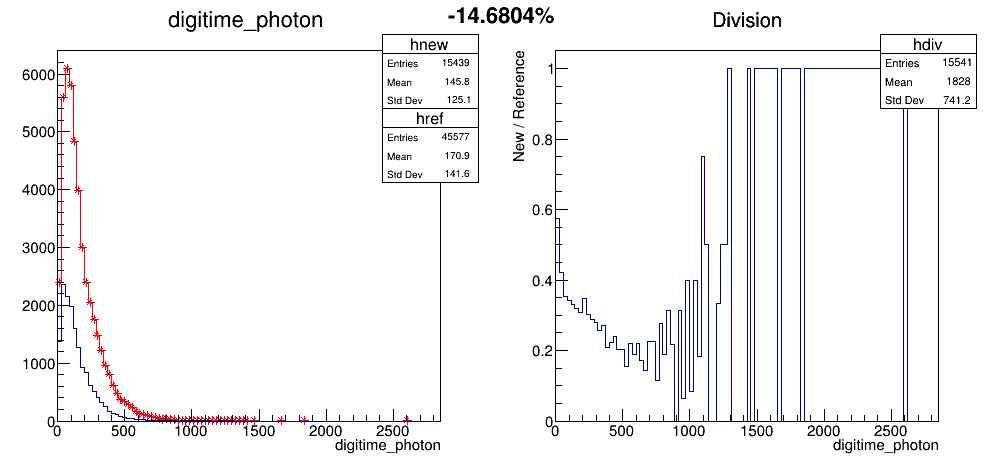 digitime_photon
-14.6804%
Division
hnew
Entries 15439
Mean 145.8
Std Dev 125.1
href
Entries 45577
Mean 170.9
Std Dev 141.6
6000
5000
4000
3000
2000
1000
0
0 500 1000 1500 2000 2500
digitime_photon
hdiv
Entries 15541
Mean 1828
Std Dev 741.2
New / Reference
1
0.8
0.6
0.4
0.2
0
0 500 1000 1500 2000 2500
digitime_photon